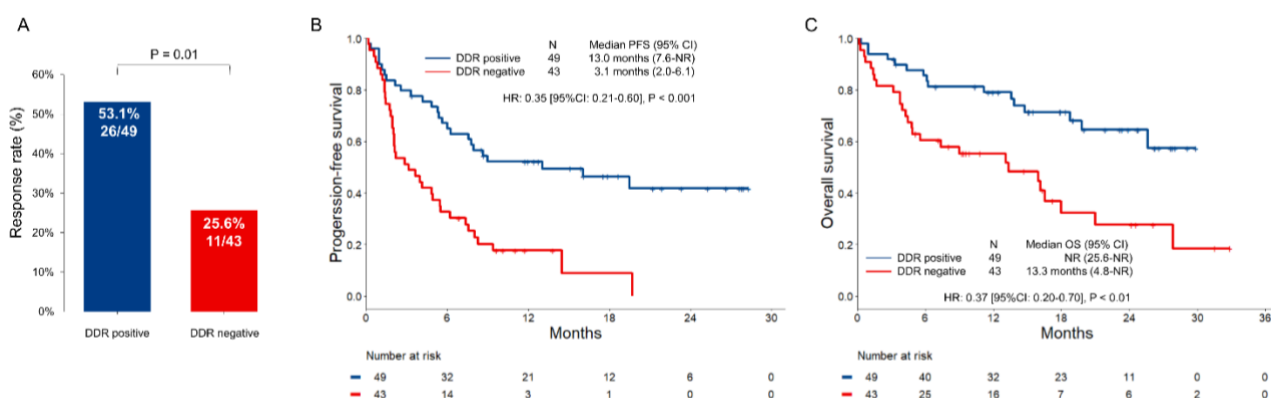 A
P = 0.01
Response rate (%)
60%
50%
40%
30%
20%
10%
0%
53.1%
26/49
25.6%
11/43
DDR positive DDR negative
B
Progerssion-free survival
1.0
0.8
0.6
0.4
0.2
0.0
N Median PFS (95% CI)
DDR positive 49 13.0 months (7.6-NR)
DDR negative 43 3.1 months (2.0-6.1)
HR: 0.35 [95%CI: 0.21-0.60], P < 0.001
0 6 12 18 24 30
Months
Number at risk
49 32 21 12 6 0
43 14 3 1 0 0
C
Overall survival
1.0
0.8
0.6
0.4
0.2
0.0
N Median OS (95% CI)
DDR positive 49 NR (25.6-NR)
DDR negative 43 13.3 months (4.8-NR)
HR: 0.37 [95%CI: 0.20-0.70], P < 0.01
0 6 12 18 24 30 36
Months
Number at risk
49 40 32 23 11 0 0
43 25 16 7 6 2 0